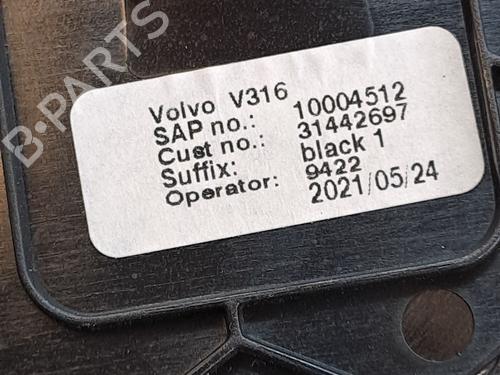 B-PARTS
Volvo V316
SAP no.: 10004512
Cust no.: 31442697
Suffix: black 1
Operator: 9422
2021/05/24